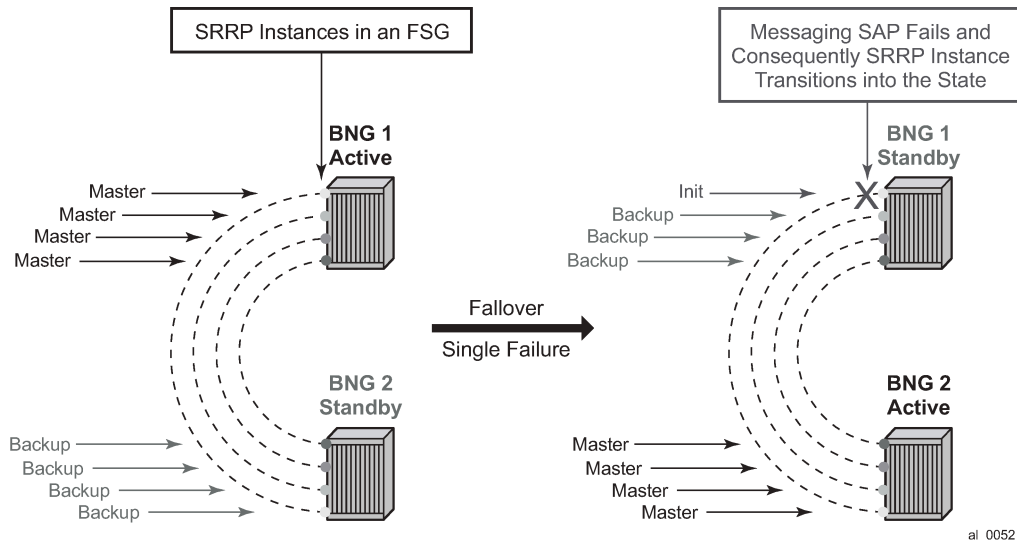 SRRP Instances in an FSG
BNG 1
Active
Master
Master
Master
Master
BNG 2
Standby
Backup
Backup
Backup
Backup
Fallover
Single Failure
Messaging SAP Fails and
Consequently SRRP Instance
Transitions into the State
BNG 1
Standby
Init
Backup
Backup
Backup
BNG 2
Active
Master
Master
Master
Master
al_0052